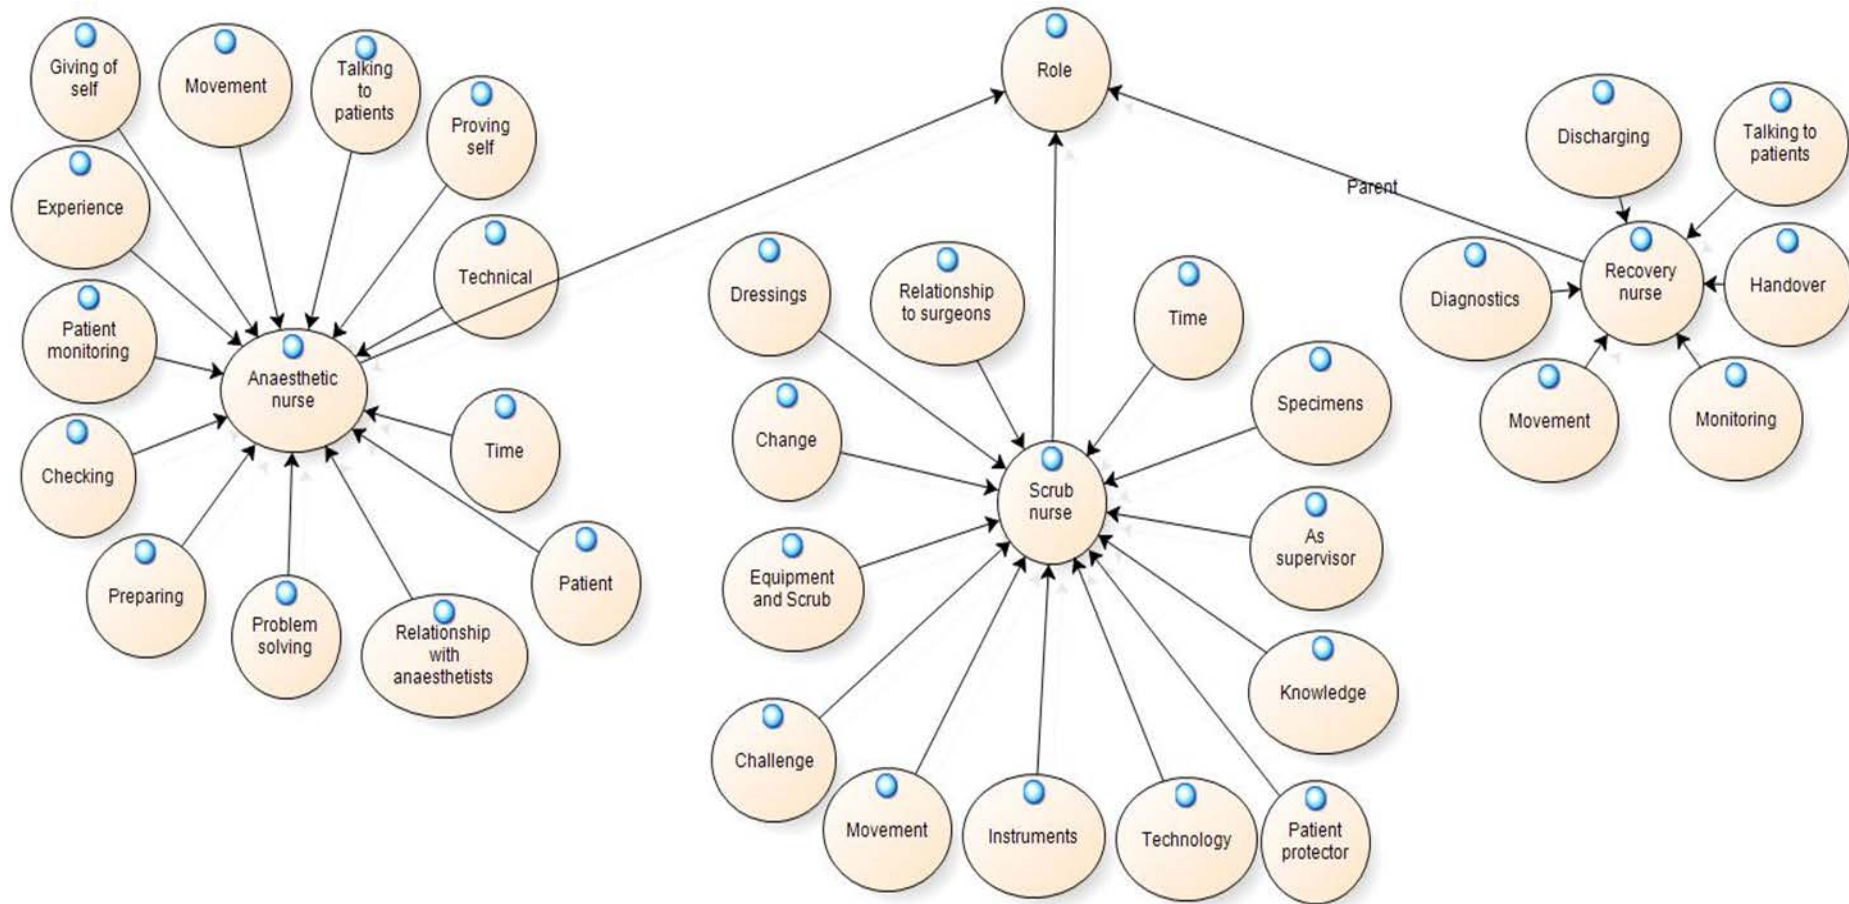 Role
Giving of
self
Movement
Talking
to
patients
Proving
self
Experience
Technical
Patient
monitoring
Anaesthetic
nurse
Checking
Time
Preparing
Problem
solving
Relationship
with
anaesthetists
Patient
Dressings
Relationship
to surgeons
Time
Change
Specimens
Scrub
nurse
Equipment
and Scrub
As
supervisor
Knowledge
Challenge
Movement
Instruments
Technology
Patient
protector
Parent
Discharging
Talking to
patients
Recovery
nurse
Diagnostics
Handover
Movement
Monitoring